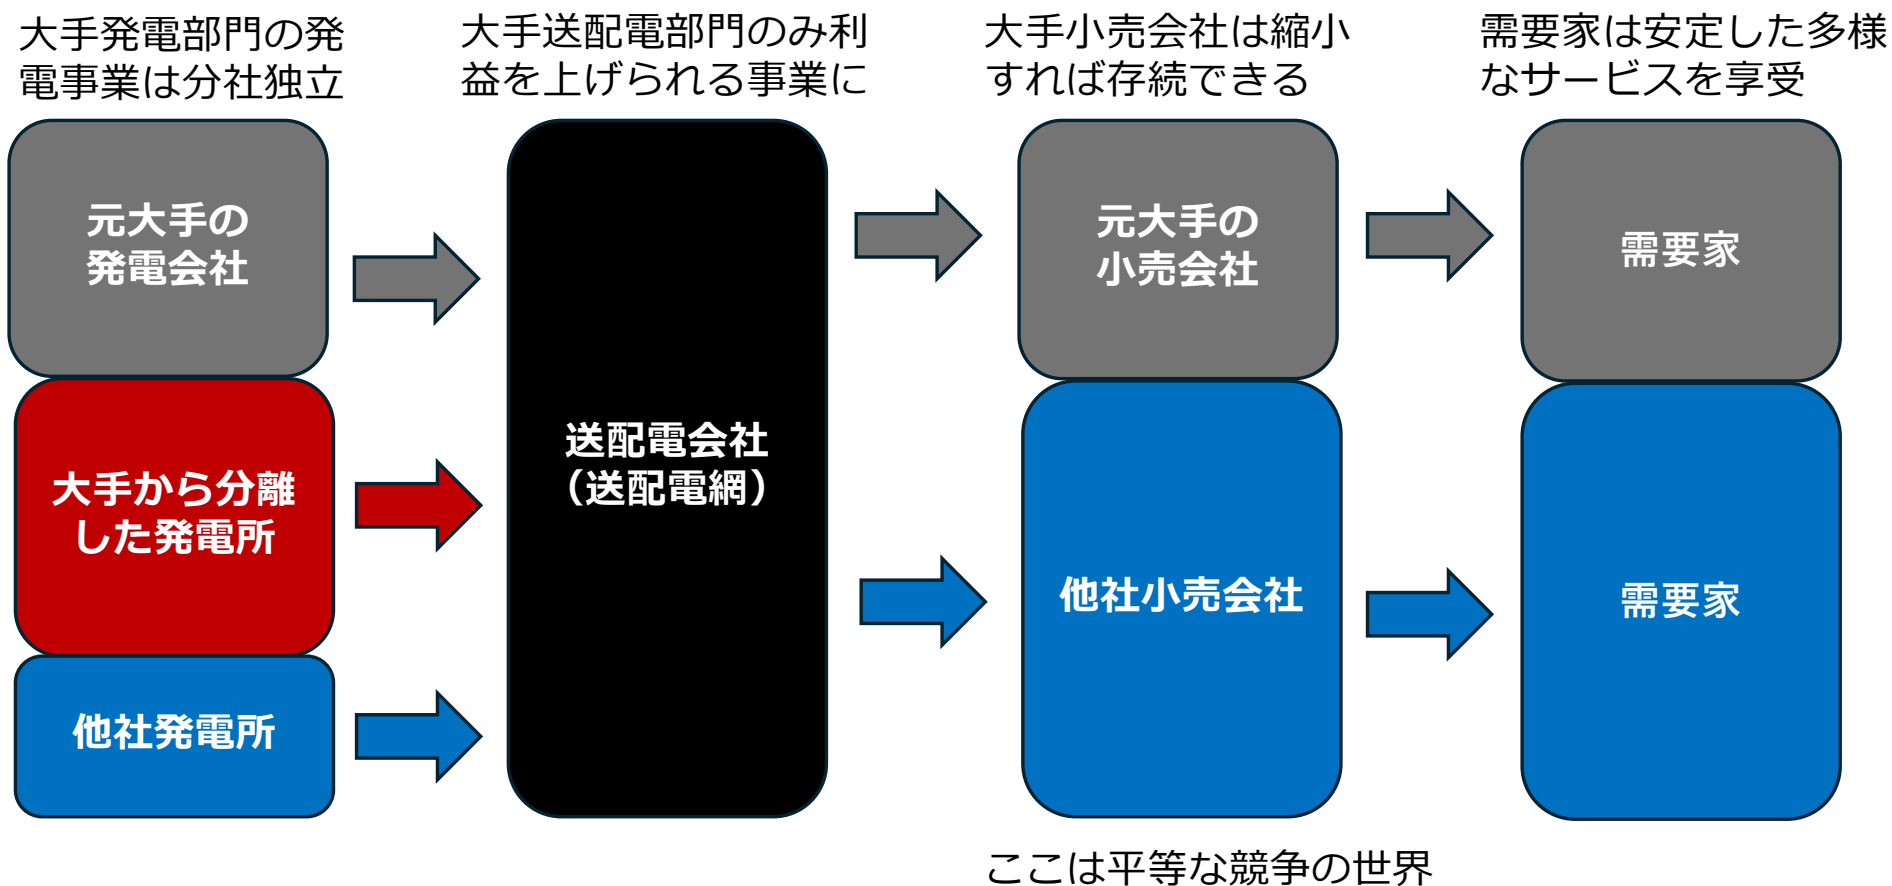 大手発電部門の発
電事業は分社独立
大手送配電部門のみ利
益を上げられる事業に
大手小売会社は縮小
すれば存続できる
需要家は安定した多様
なサービスを享受
元大手の
発電会社
大手から分離
した発電所
他社発電所
送配電会社
（送配電網）
元大手の
小売会社
他社小売会社
需要家
需要家
ここは平等な競争の世界